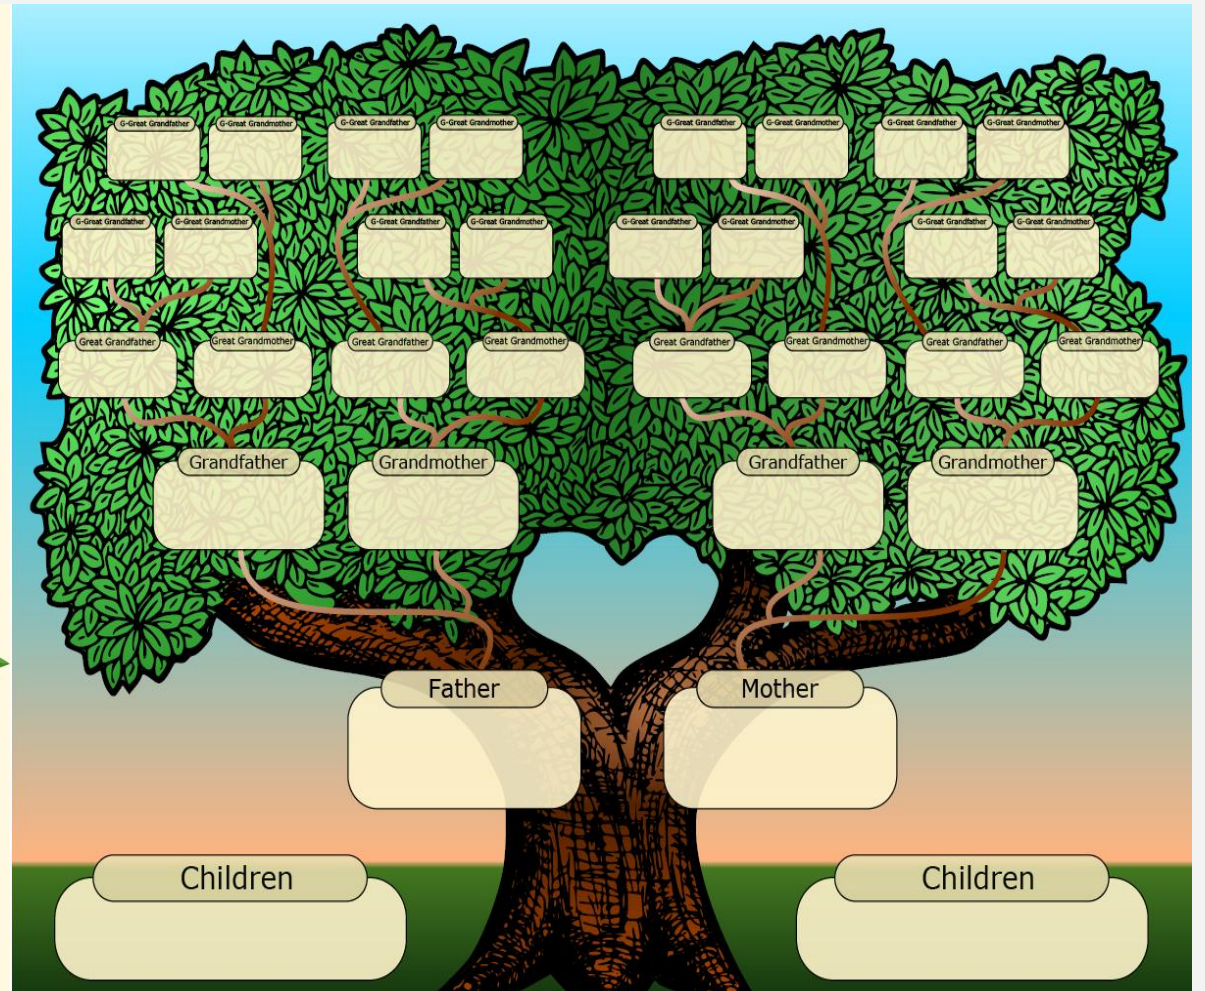 G-Great Grandfather G-Great Grandmother G-Great Grandfather G-Great Grandmother G-Great Grandfather G-Great Grandmother G-Great Grandfather G-Great Grandmother
G-Great Grandfather G-Great Grandmother G-Great Grandfather G-Great Grandmother G-Great Grandfather G-Great Grandmother G-Great Grandfather G-Great Grandmother
Great Grandfather Great Grandmother Great Grandfather Great Grandmother Great Grandfather Great Grandmother Great Grandfather Great Grandmother
Grandfather Grandmother Grandfather Grandmother
Father Mother
Children Children